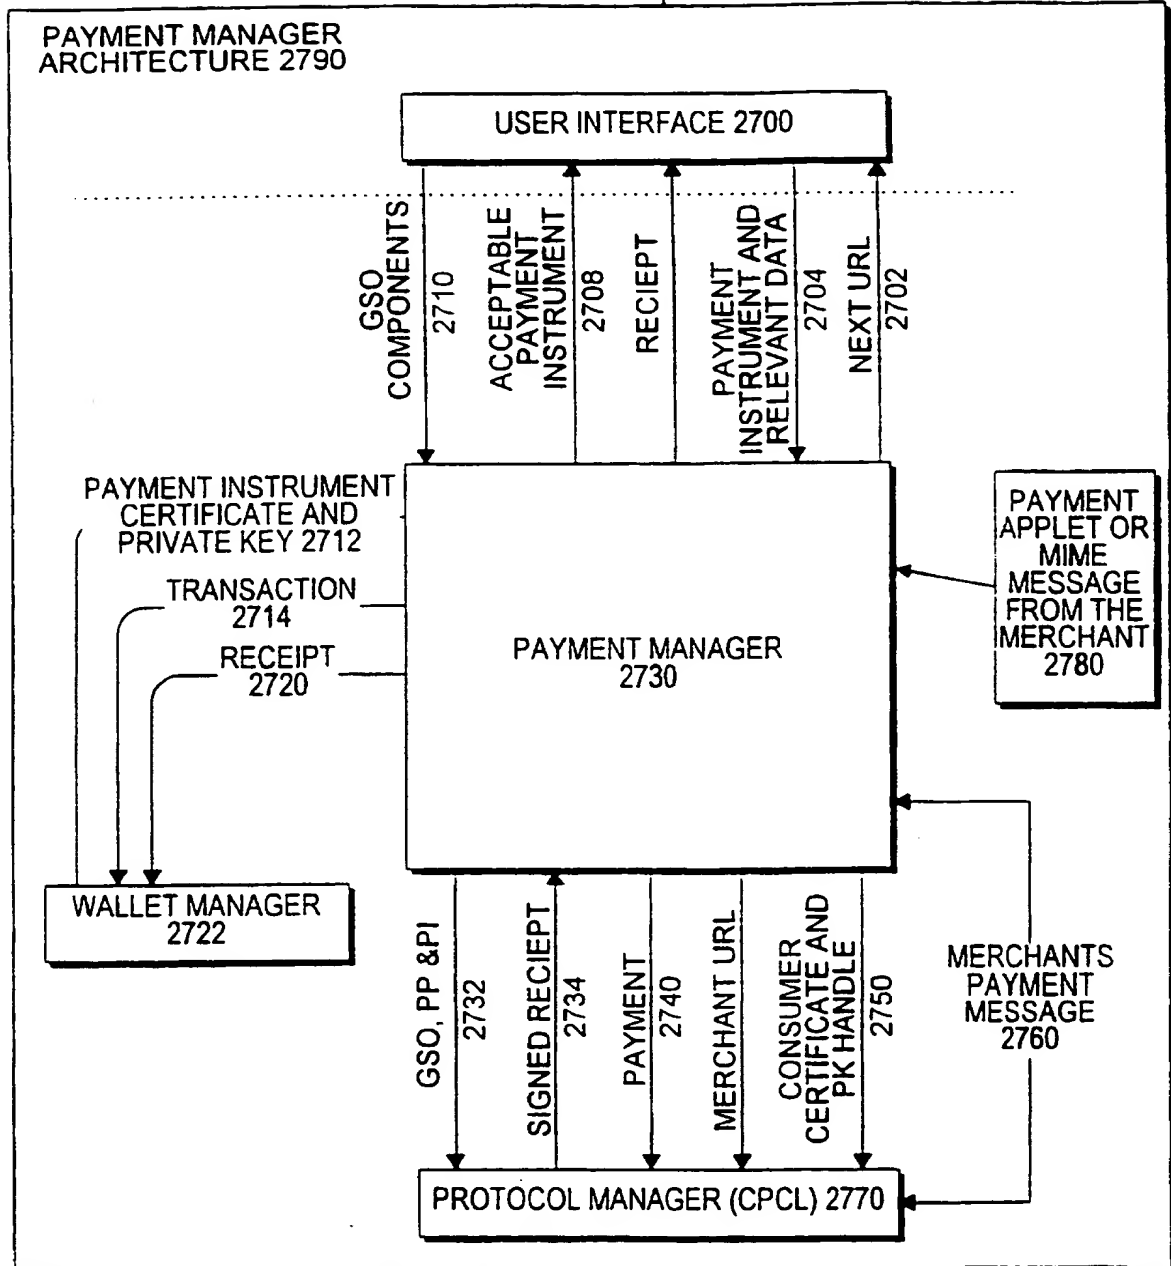 PAYMENT MANAGER
ARCHITECTURE 2790
USER INTERFACE 2700
GSO
COMPONENTS
2710
ACCEPTABLE
PAYMENT
INSTRUMENT
2708
RECIEPT
PAYMENT
INSTRUMENT AND
RELEVANT DATA
2704
NEXT URL
2702
PAYMENT INSTRUMENT
CERTIFICATE AND
PRIVATE KEY 2712
TRANSACTION
2714
RECEIPT
2720
PAYMENT MANAGER
2730
PAYMENT
APPLET OR
MIME
MESSAGE
FROM THE
MERCHANT
2780
WALLET MANAGER
2722
GSO, PP &PI
2732
SIGNED RECIEPT
2734
PAYMENT
2740
MERCHANT URL
CONSUMER
CERTIFICATE AND
PK HANDLE
2750
MERCHANTS
PAYMENT
MESSAGE
2760
PROTOCOL MANAGER (CPCL) 2770